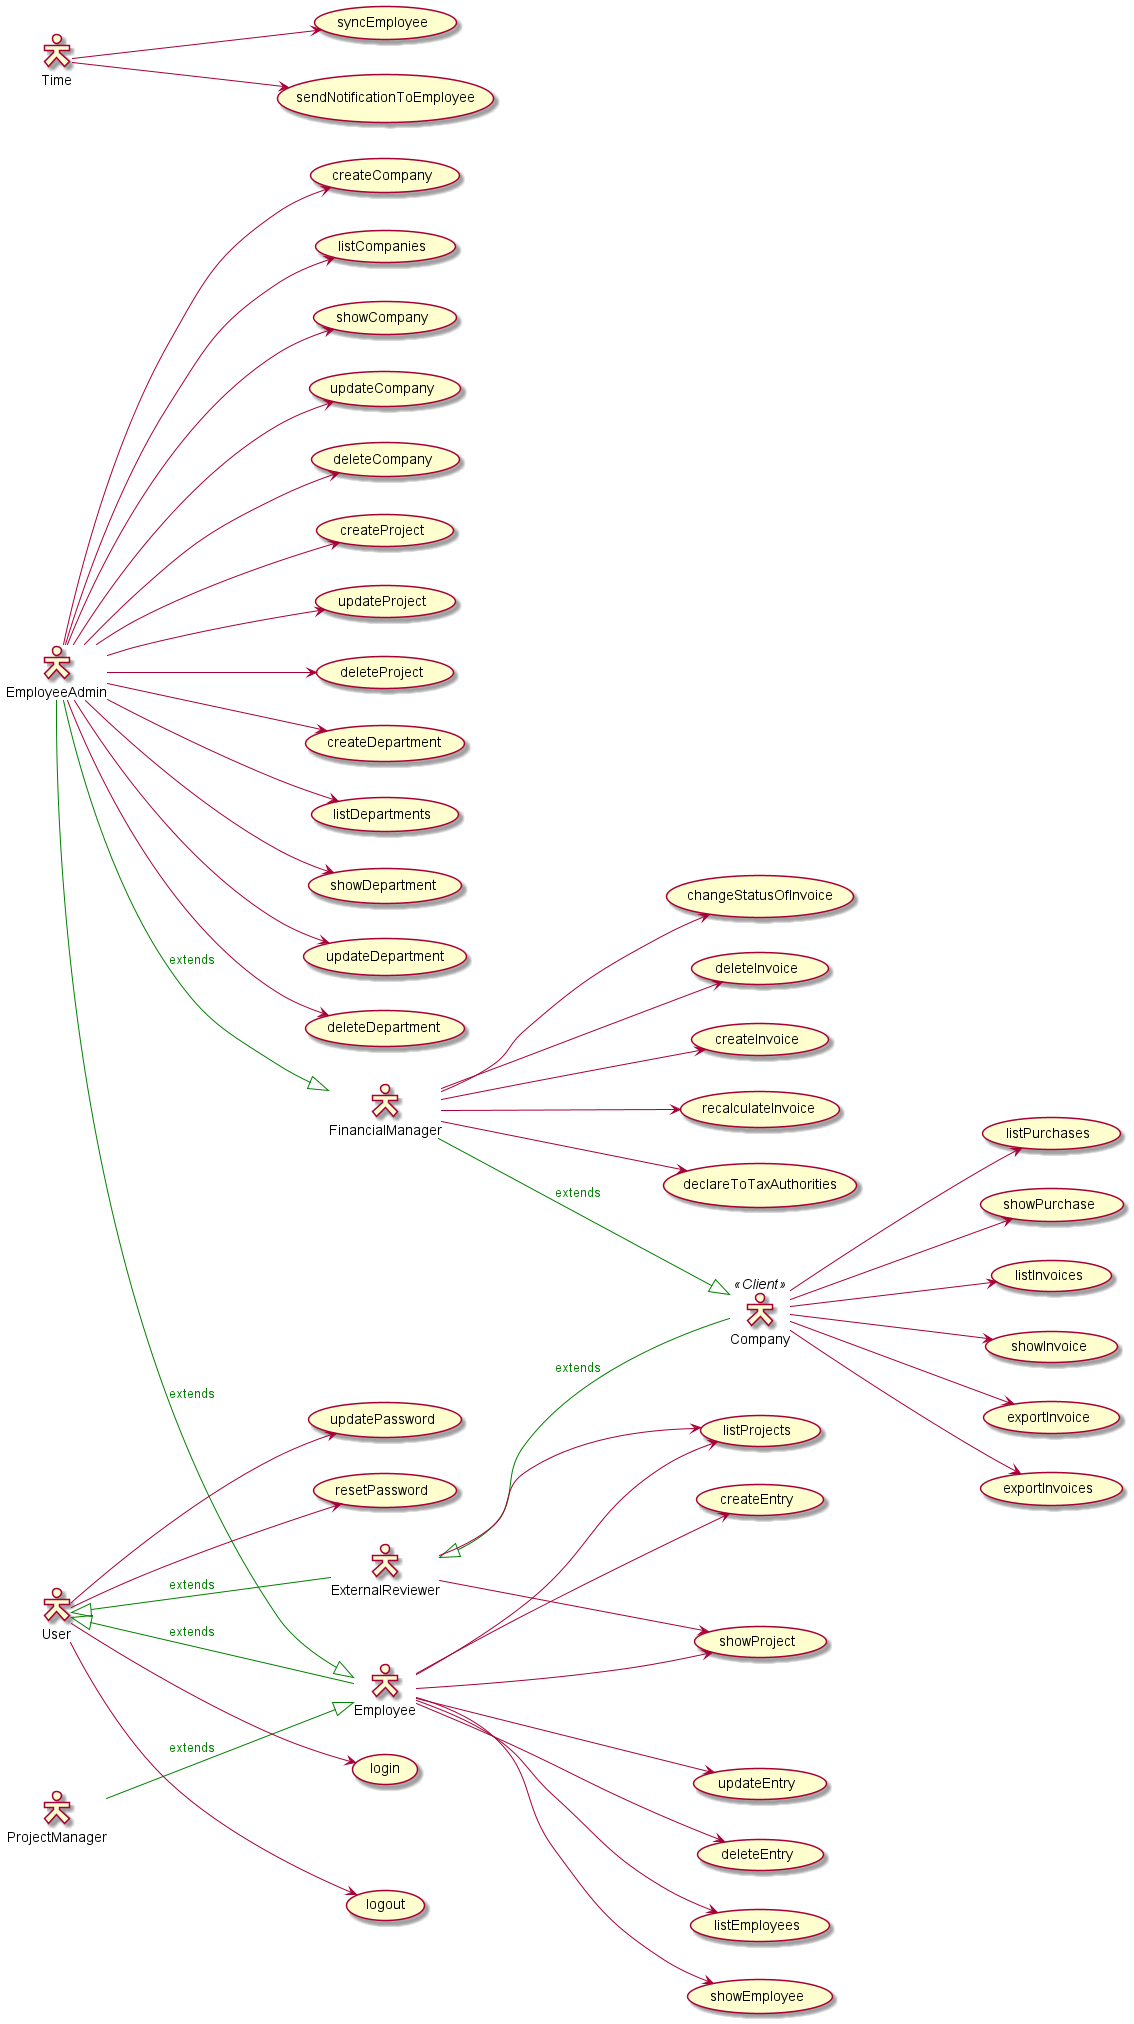 syncEmployee
Time
sendNotificationToEmployee
createCompany
listCompanies
showCompany
updateCompany
deleteCompany
createProject
updateProject
deleteProject
EmployeeAdmin
createDepartment
listDepartments
showDepartment
changeStatusOfInvoice
updateDepartment
extends
deleteInvoice
deleteDepartment
createInvoice
recalculateInvoice
FinancialManager
listPurchases
declareToTaxAuthorities
extends
showPurchase
listInvoices
«Client»
Company
showInvoice
extends
extends
exportInvoice
updatePassword
listProjects
resetPassword
exportInvoices
createEntry
extends
ExternalReviewer
User
extends
showProject
Employee
extends
login
updateEntry
ProjectManager
deleteEntry
logout
listEmployees
showEmployee